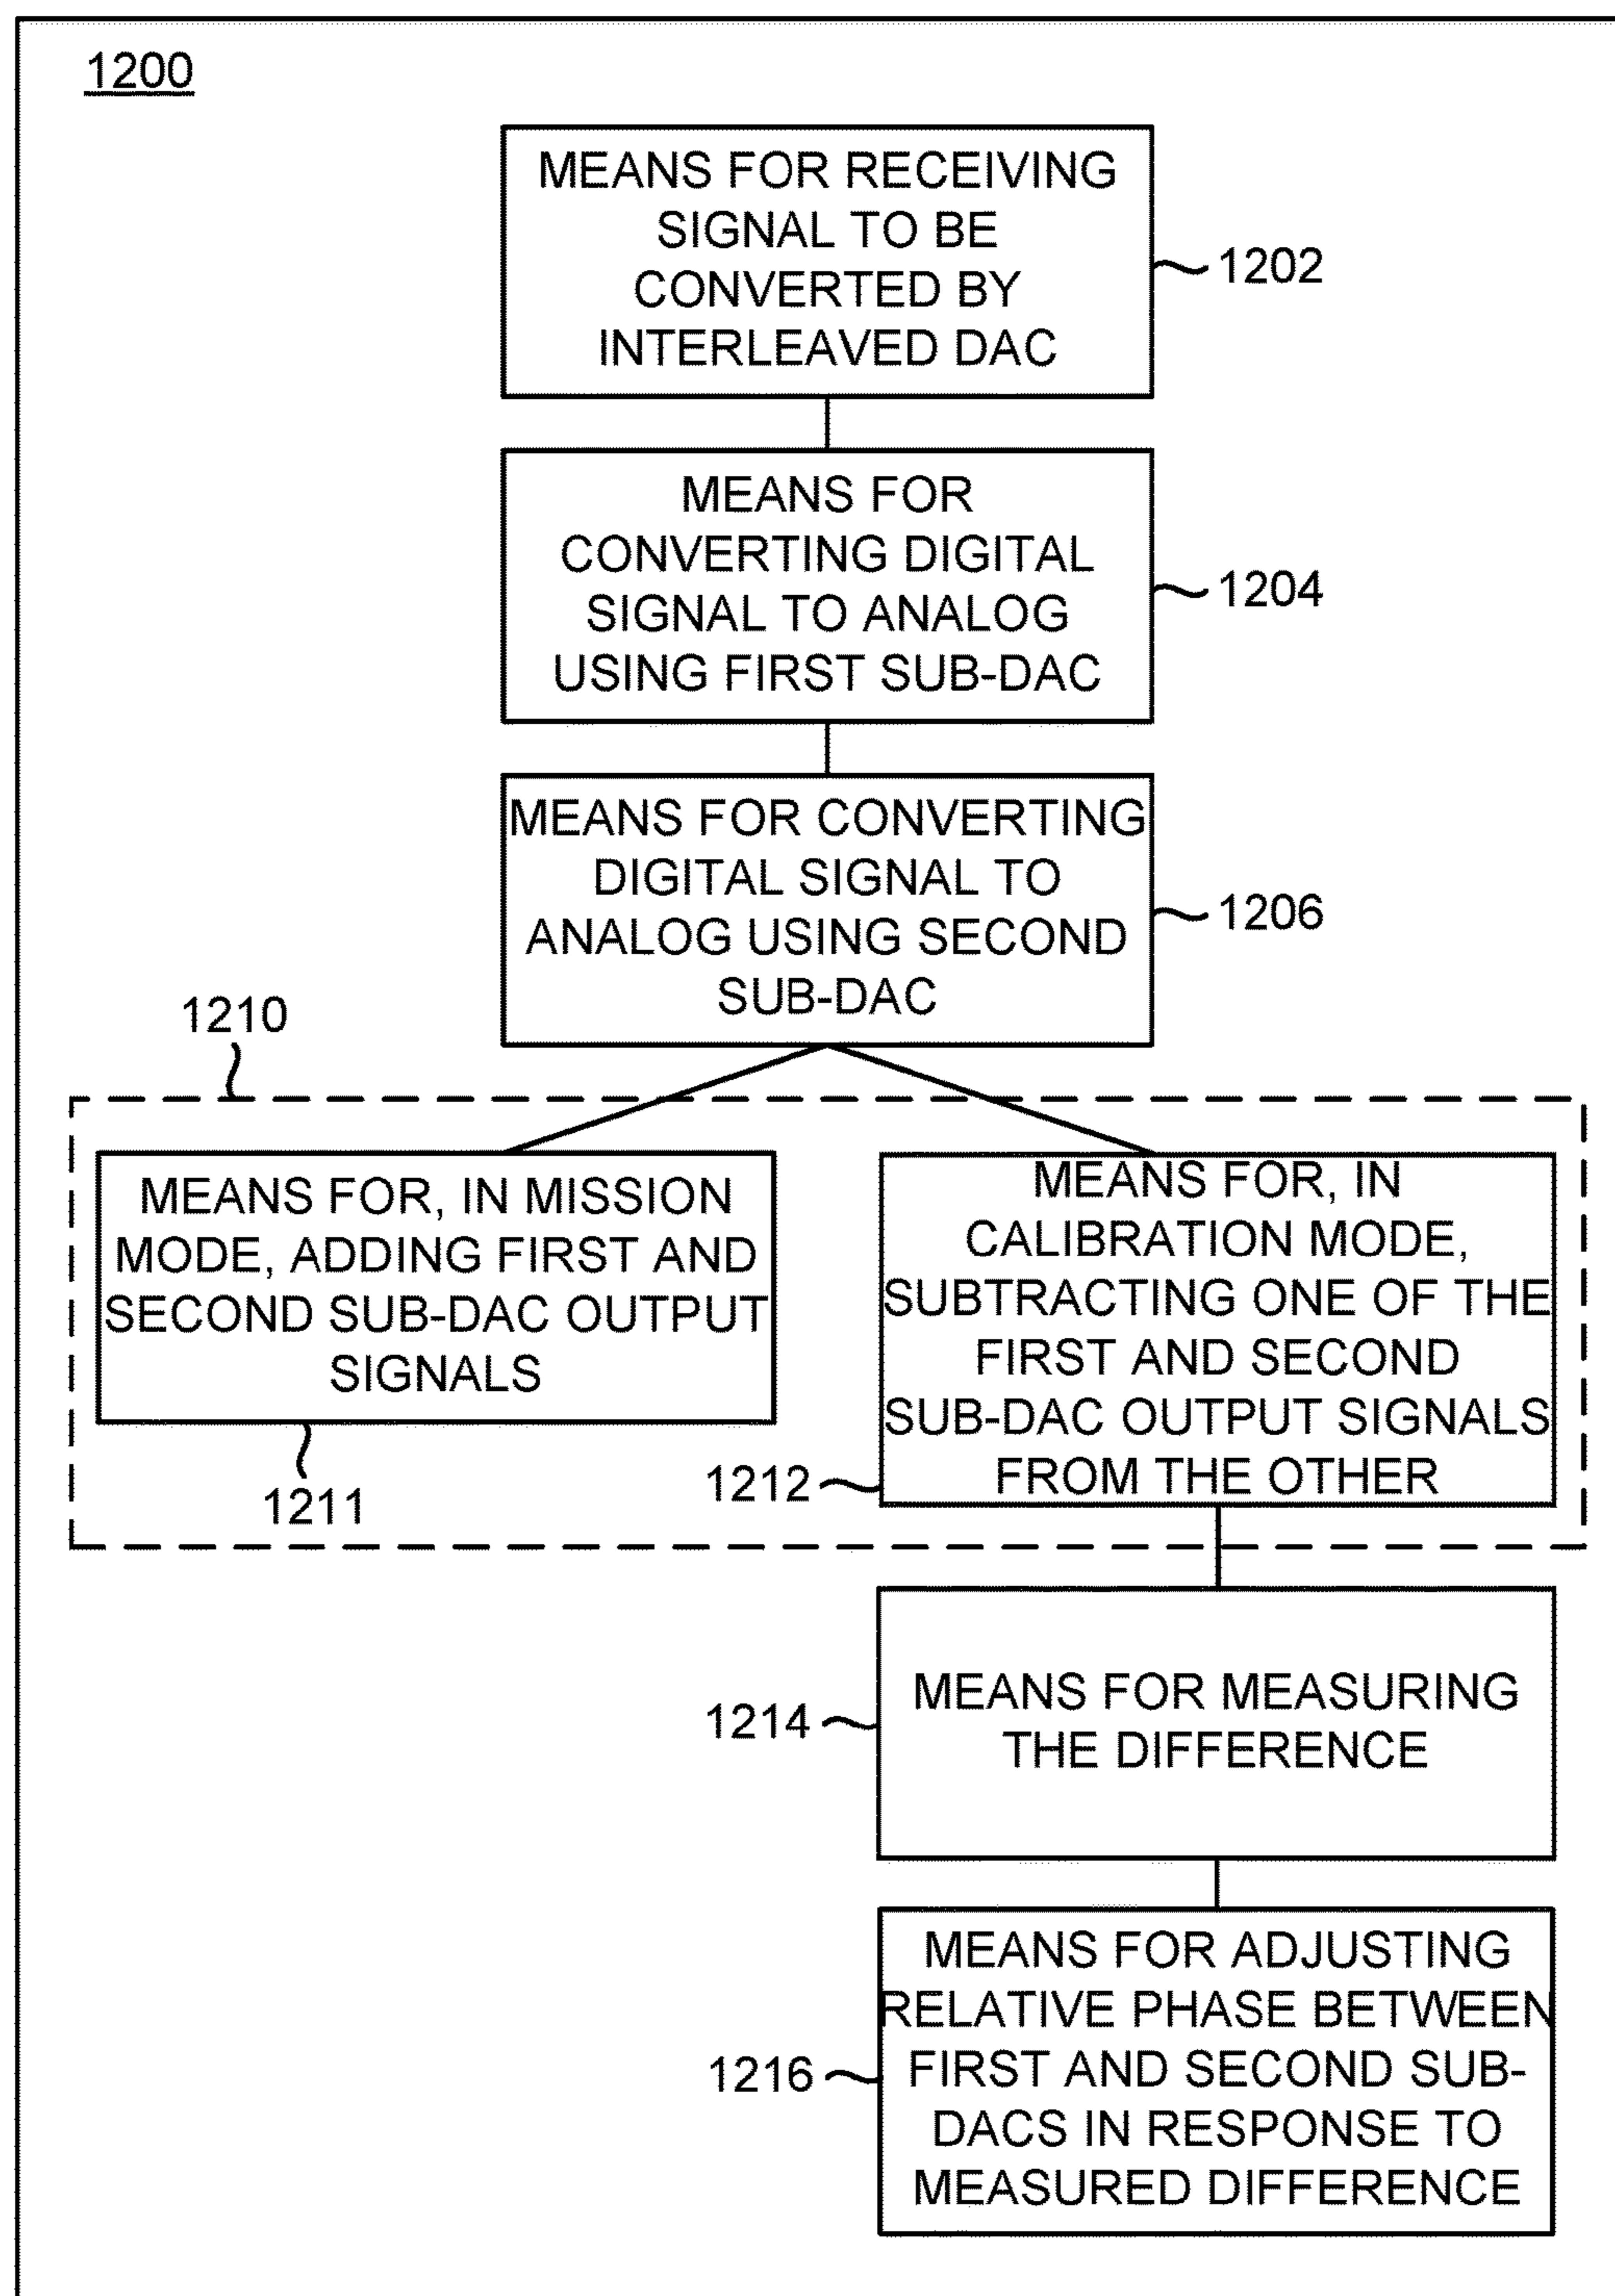 1200
MEANS FOR RECEIVING
SIGNAL TO BE
CONVERTED BY
INTERLEAVED DAC
1202
MEANS FOR
CONVERTING DIGITAL
SIGNAL TO ANALOG
USING FIRST SUB-DAC
1204
MEANS FOR CONVERTING
DIGITAL SIGNAL TO
ANALOG USING SECOND
SUB-DAC
1206
1210
MEANS FOR, IN MISSION
MODE, ADDING FIRST AND
SECOND SUB-DAC OUTPUT
SIGNALS
1211
MEANS FOR, IN
CALIBRATION MODE,
SUBTRACTING ONE OF THE
FIRST AND SECOND
SUB-DAC OUTPUT SIGNALS
FROM THE OTHER
1212
MEANS FOR MEASURING
THE DIFFERENCE
1214
MEANS FOR ADJUSTING
RELATIVE PHASE BETWEEN
FIRST AND SECOND SUB-
DACS IN RESPONSE TO
MEASURED DIFFERENCE
1216